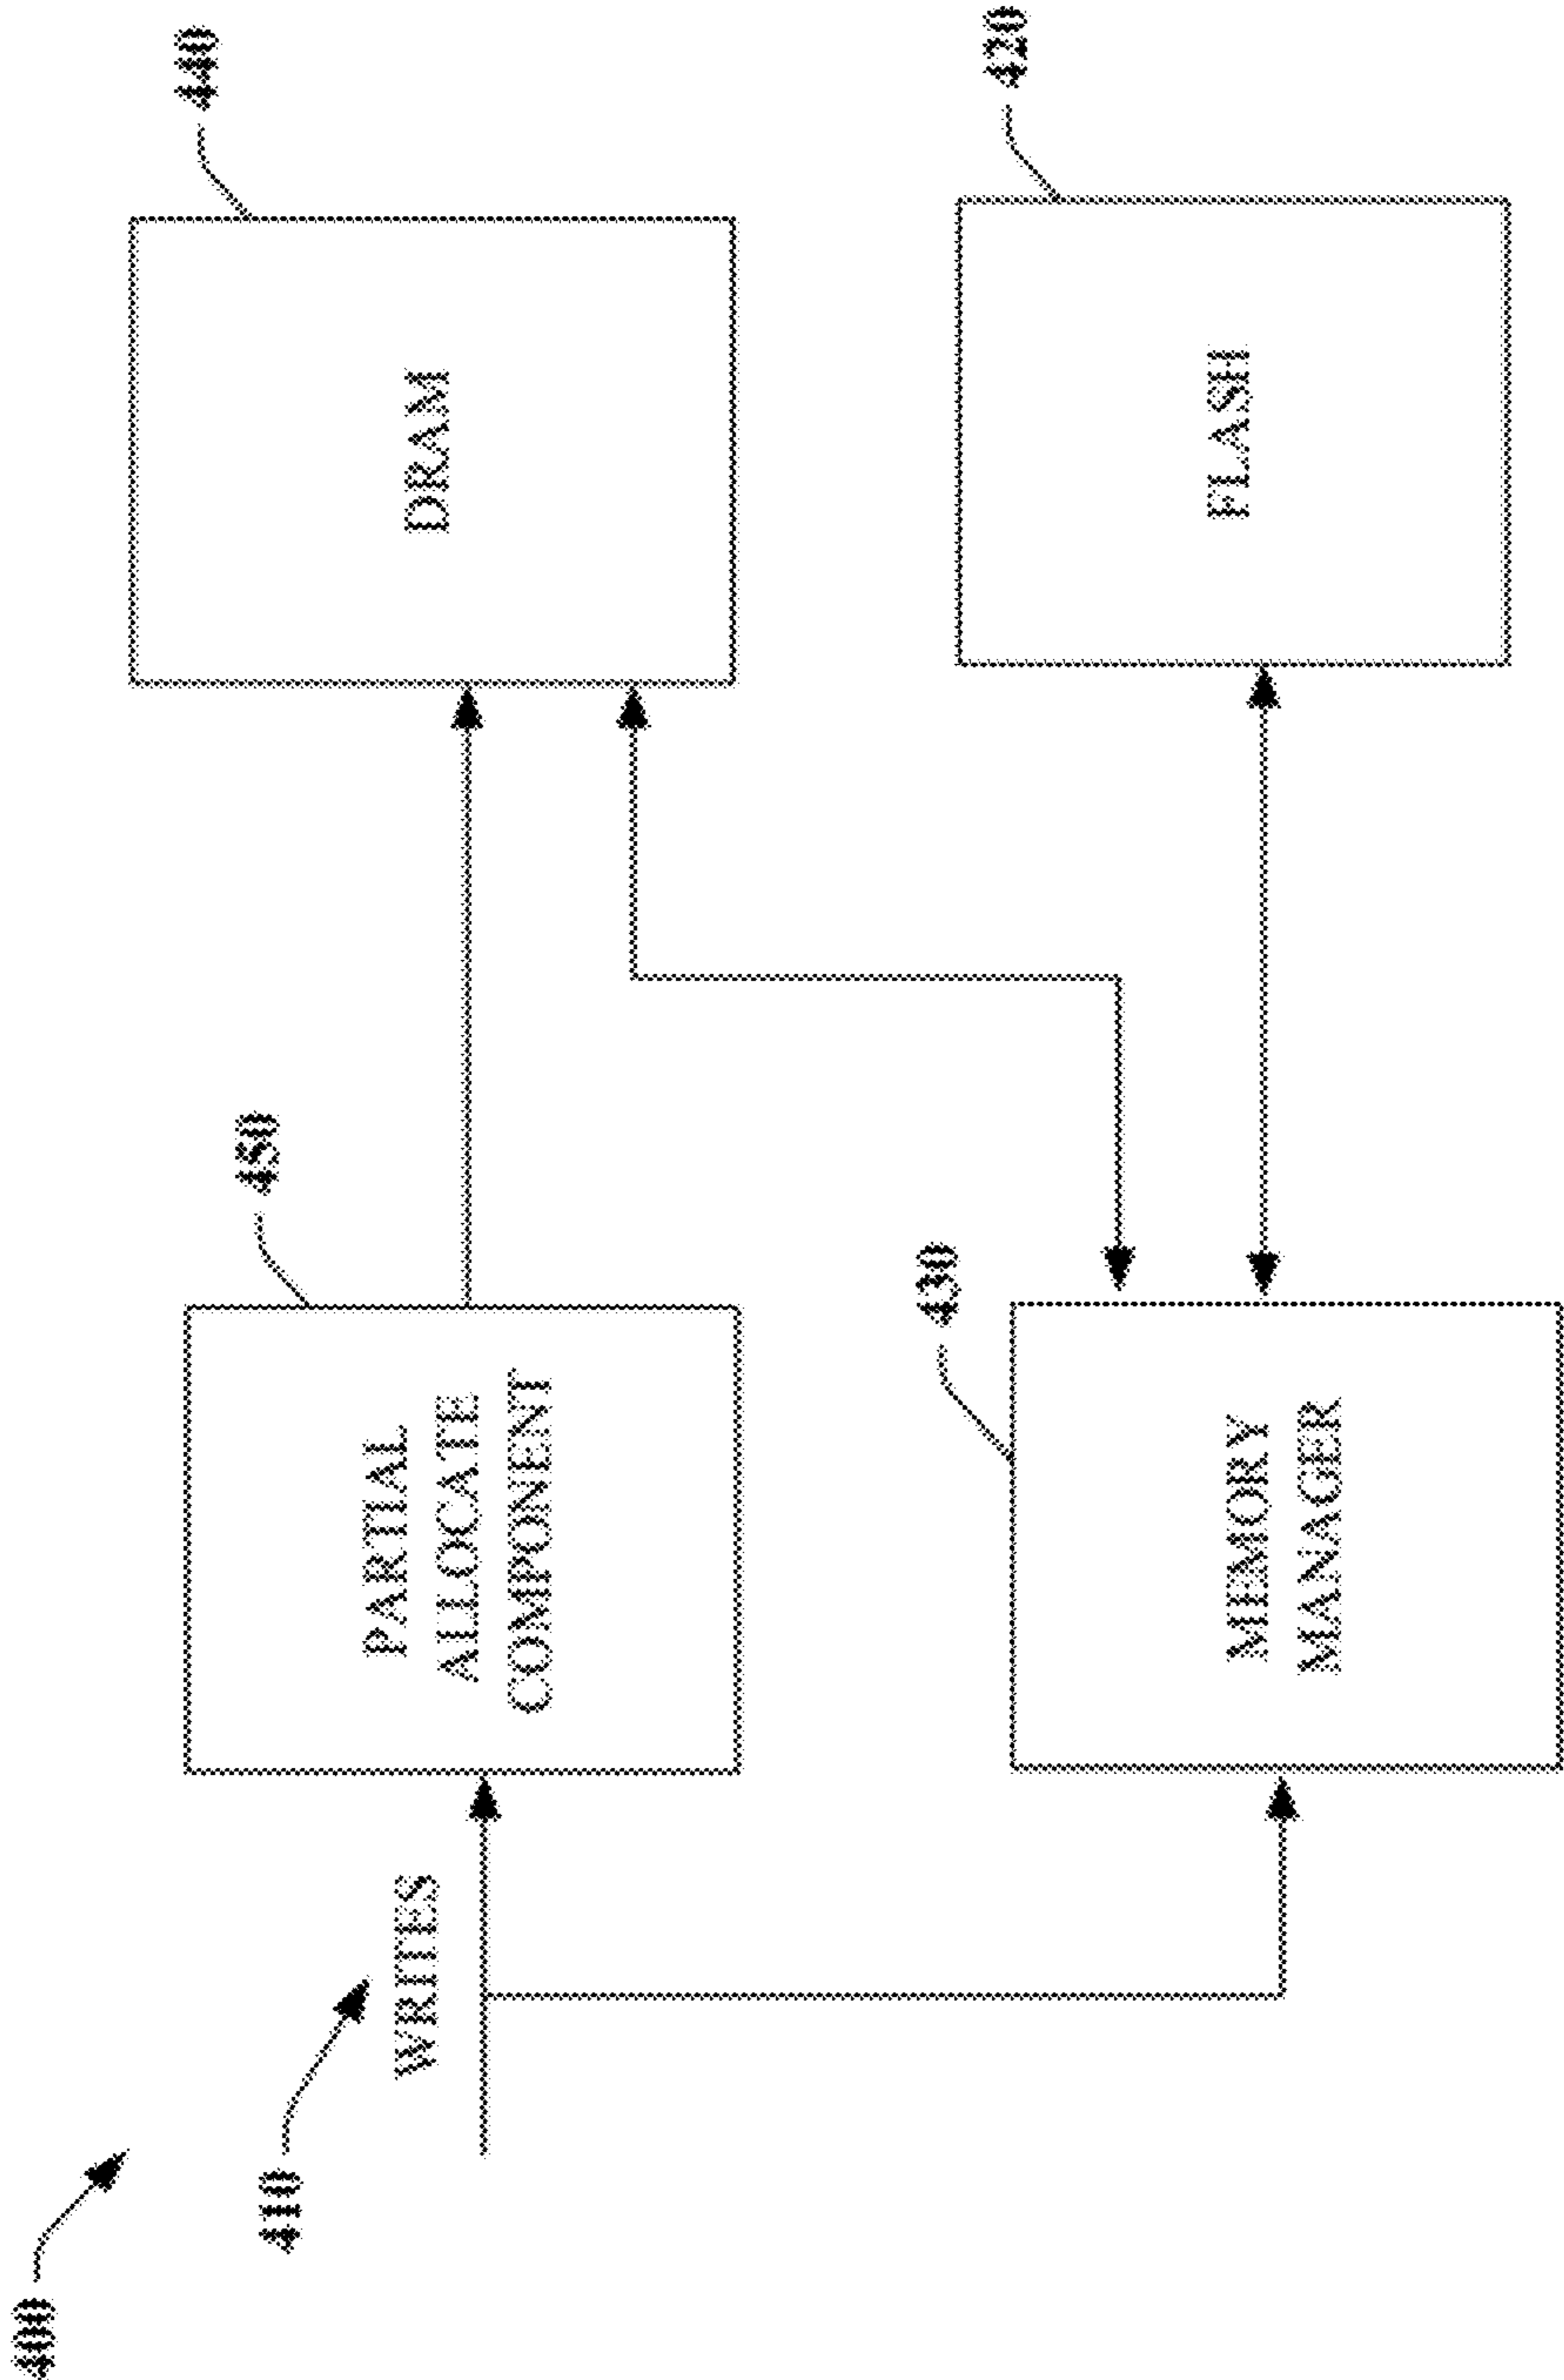 400
410
WRITES
PARTIAL
ALLOCATE
COMPONENT
450
DRAM
440
MEMORY
MANAGER
430
FLASH
420